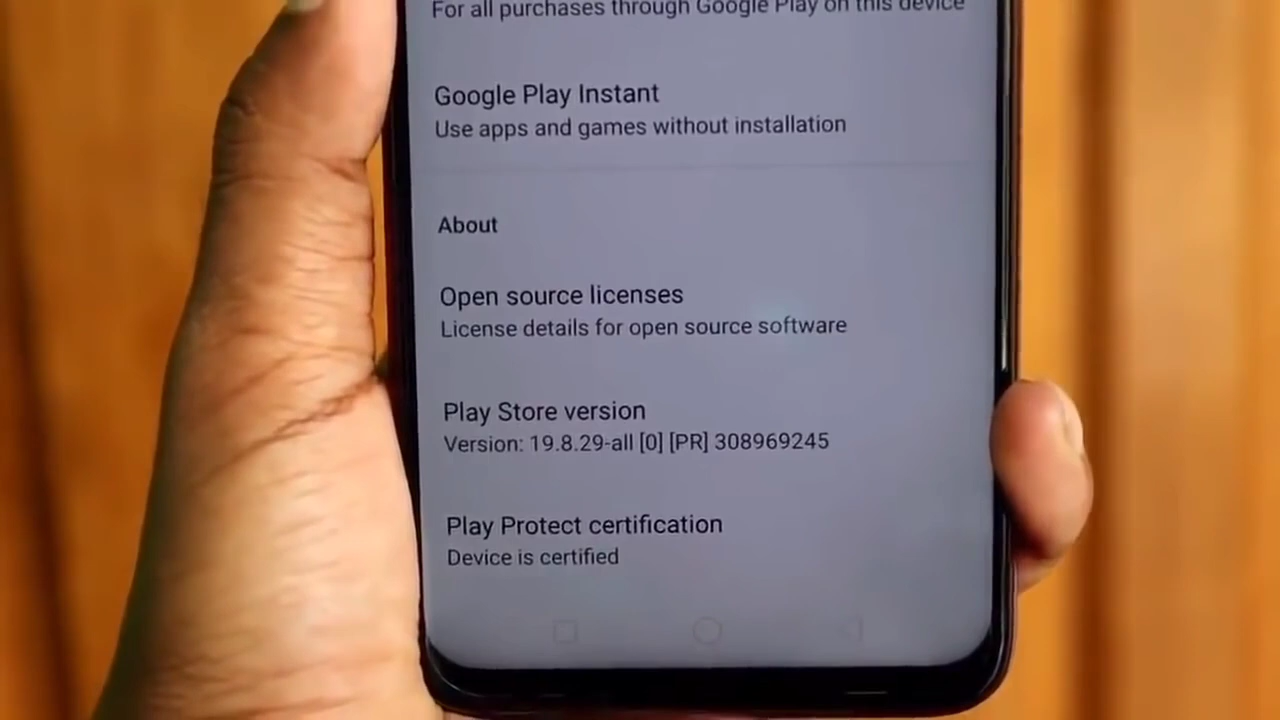 For all purchases through Google Play on this device
Google Play Instant
Use apps and games without installation
About
Open source licenses
License details for open source software
Play Store version
Version: 19.8.29-all [0] [PR] 308969245
Play Protect certification
Device is certified